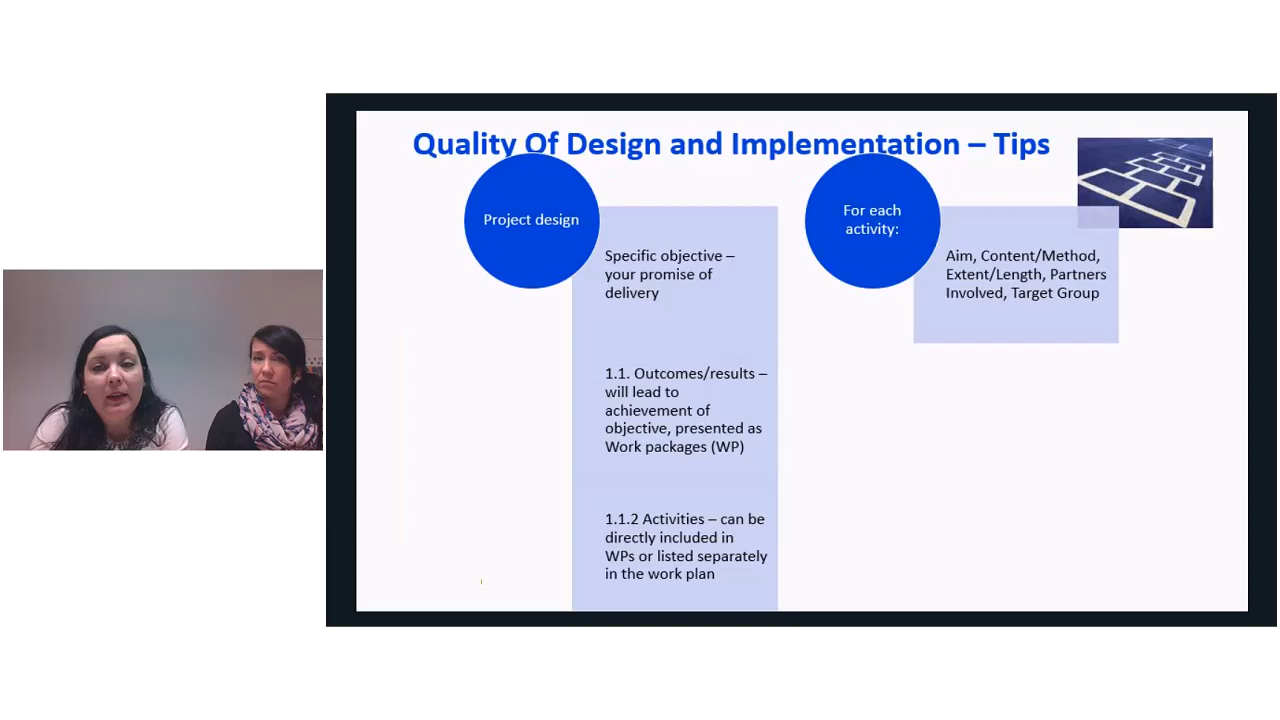 Quality Of Design and Implementation – Tips
Project design
Specific objective –
your promise of
delivery
1.1. Outcomes/results –
will lead to
achievement of
objective, presented as
Work packages (WP)
1.1.2 Activities – can be
directly included in
WPs or listed separately
in the work plan
For each
activity:
Aim, Content/Method,
Extent/Length, Partners
Involved, Target Group